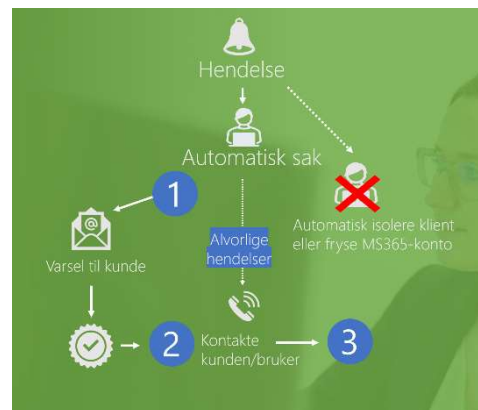 Hendelse
Automatisk sak
1
Automatisk isolere klient
eller fryse MS365-konto
Alvorlige
hendelser
@
Varsel til kunde
2
Kontakte
kunden/bruker
3